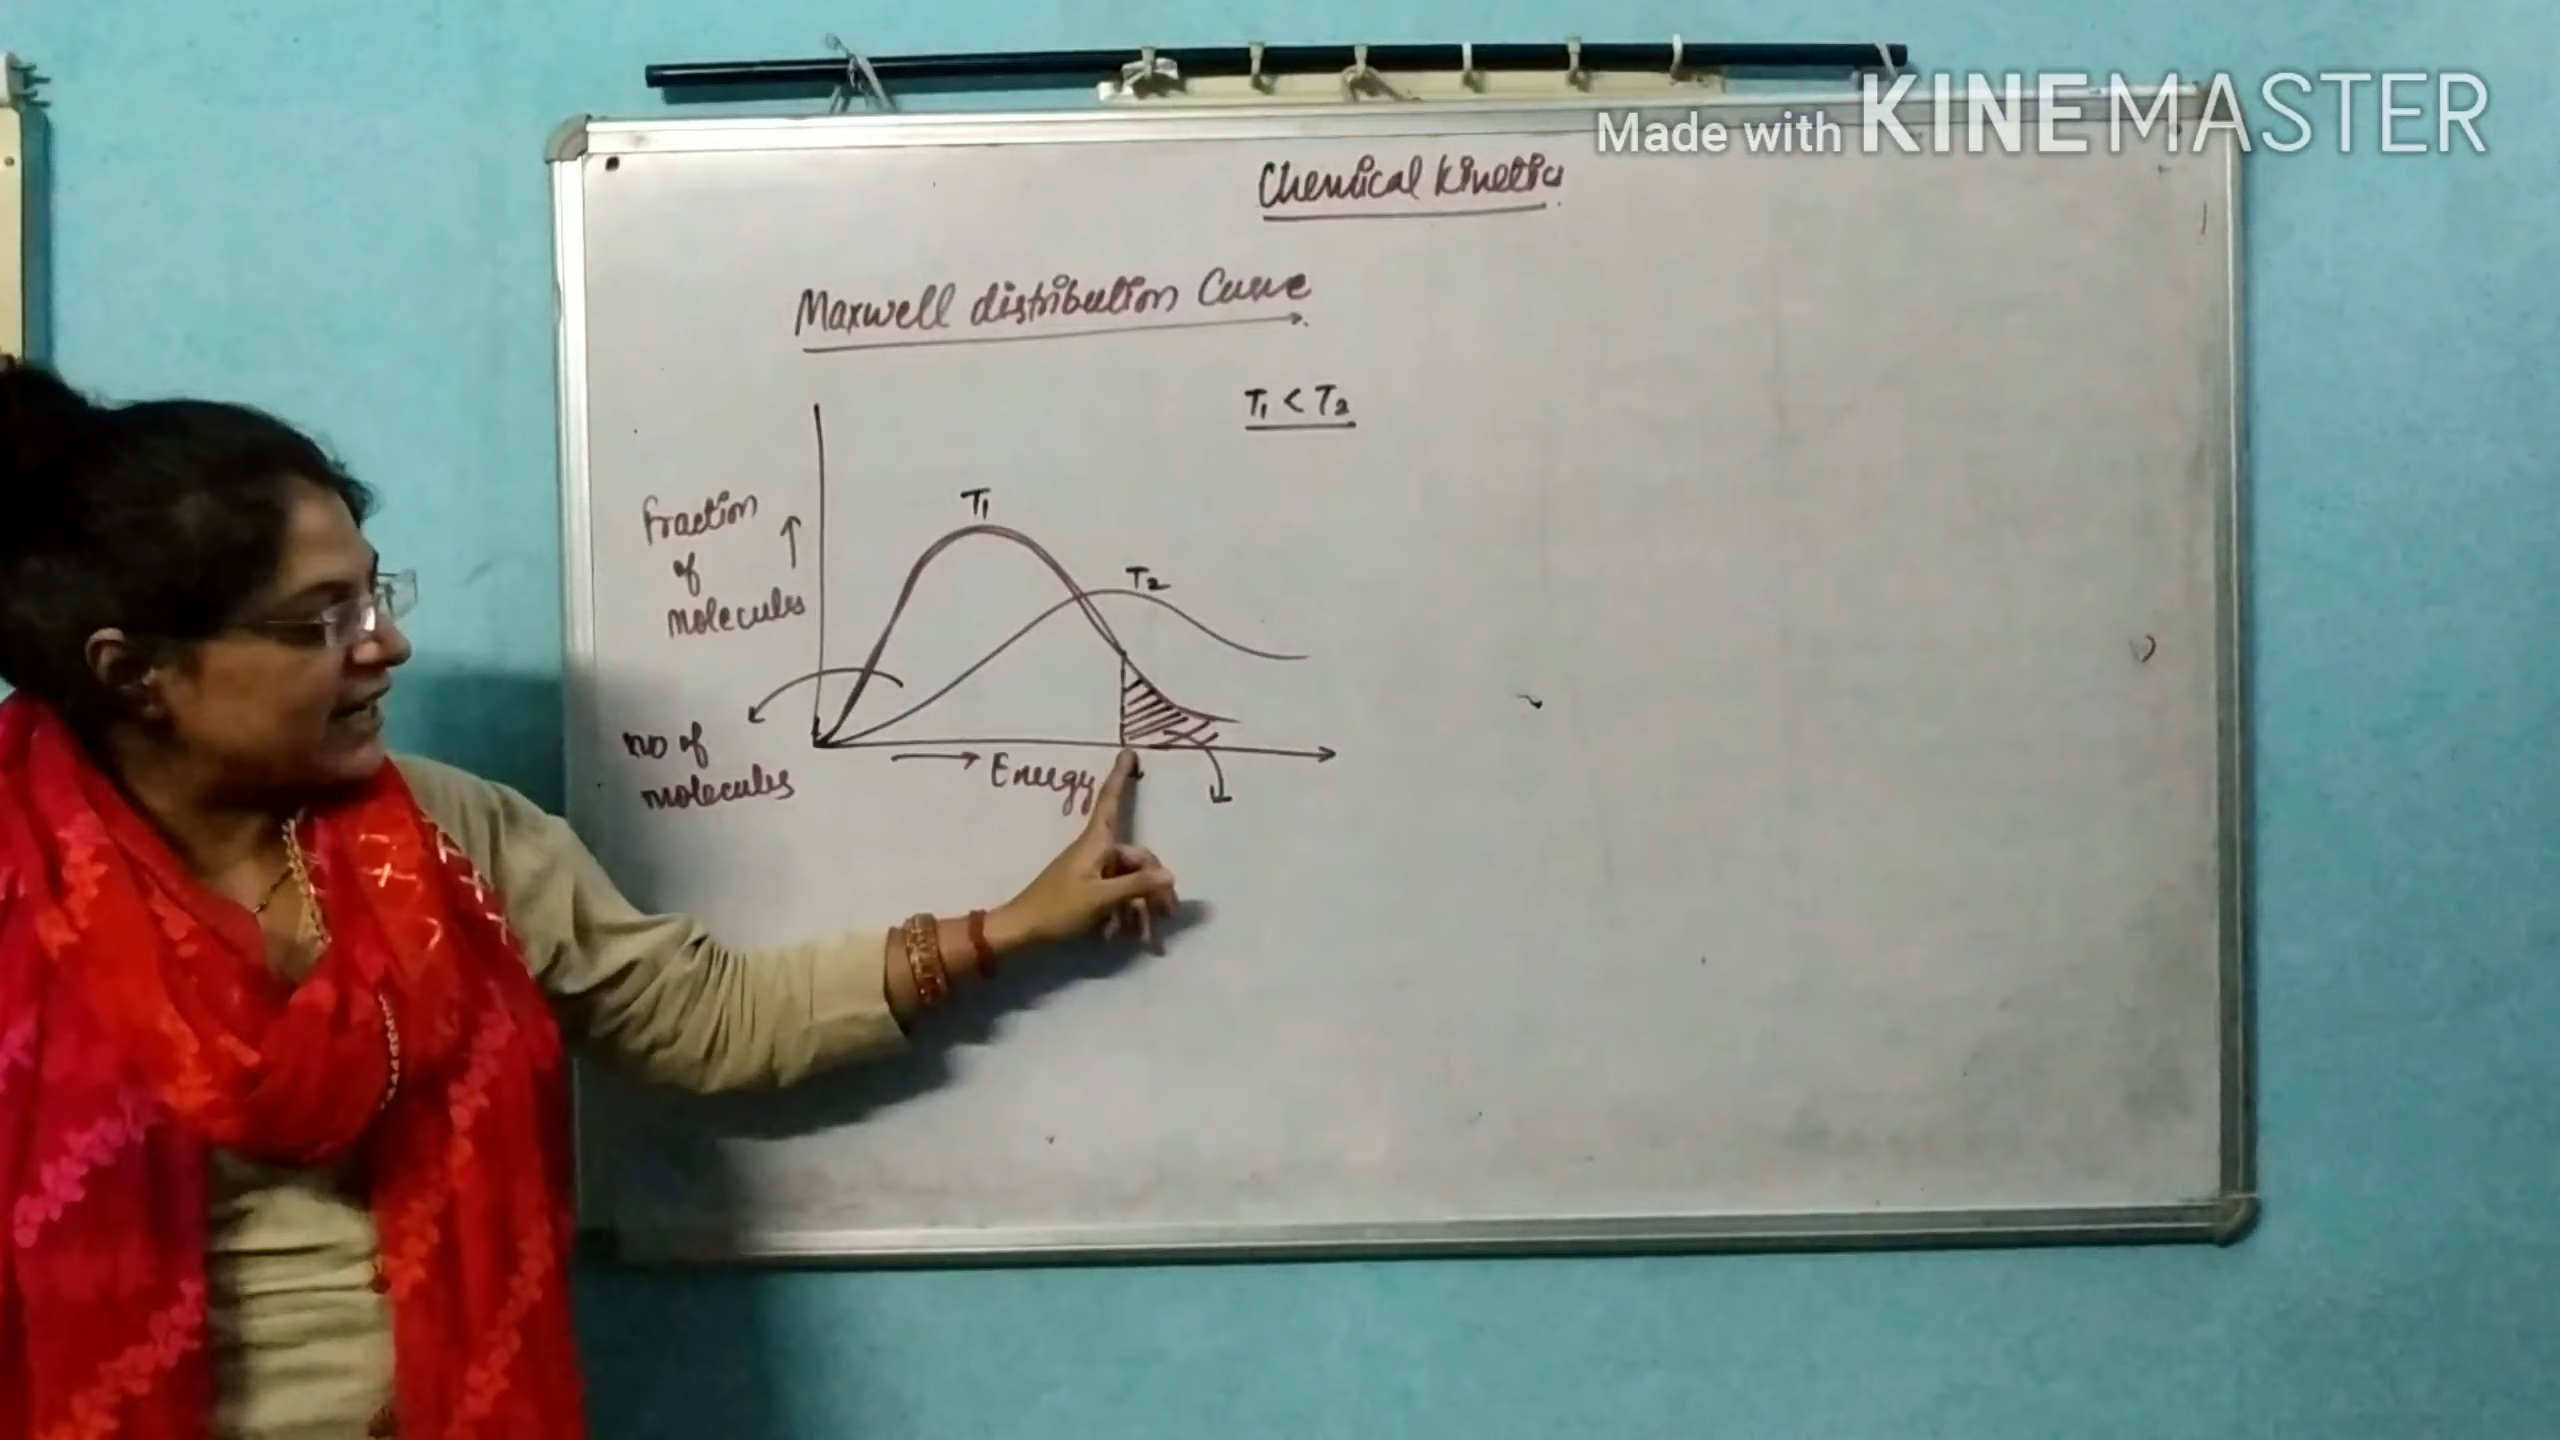 Made with KINEMASTER
Chemical Kinetics
Maxwell distribution Curve
T₁ < T₂
T₁
fraction
of
molecules
T₂
no of
molecules
Energy